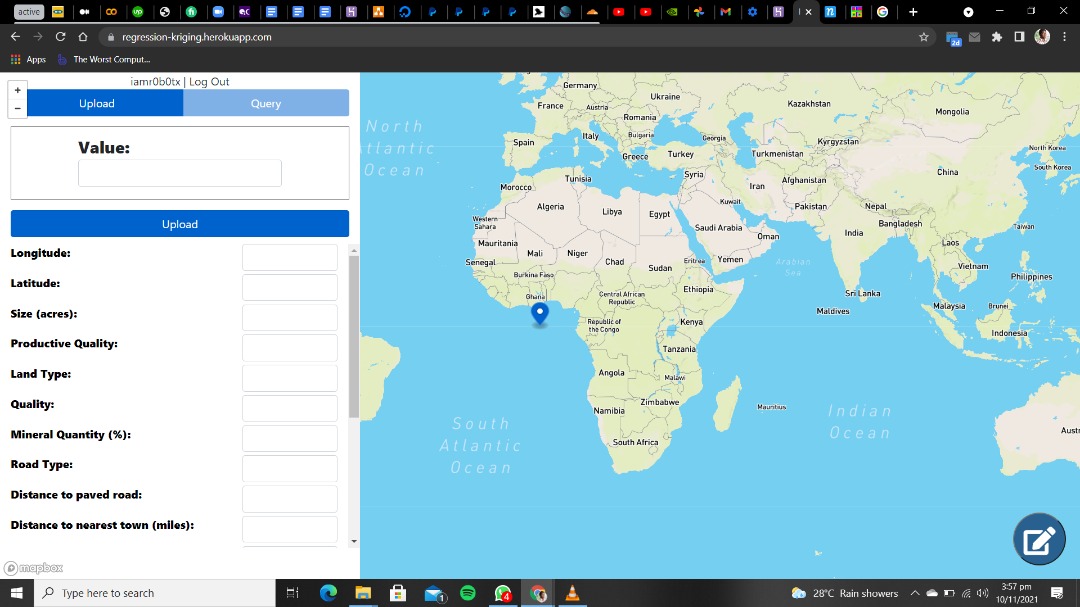 active
regression-kriging.herokuapp.com
2d
Apps
The Worst Comput...
iamr0b0tx | Log Out
+
−
Upload
Query
Value:
Upload
Longitude:
Latitude:
Size (acres):
Productive Quality:
Land Type:
Quality:
Mineral Quantity (%):
Road Type:
Distance to paved road:
Distance to nearest town (miles):
mapbox
North
tlantic
Ocean
Germany
Ukraine
Kazakhstan
Mongolia
France
Austria
Romania
Italy
Bulgaria
Georgia
Kyrgyzstan
Spain
Greece
Turkey
Turkmenistan
North Korea
South Korea
Tunisia
Syria
Afghanistan
China
Morocco
Iran
Algeria
Libya
Egypt
Kuwait
Pakistan
Nepal
Western
Sahara
Saudi Arabia
Oman
India
Bangladesh
Taiwan
Mauritania
Mali
Niger
Chad
Sudan
Eritrea
Yemen
Arabian
Sea
Laos
Vietnam
Senegal
Burkina Faso
Philippines
Ghana
Central African
Republic
Ethiopia
Sri Lanka
Maldives
Malaysia
Brunei
Republic of
the Congo
Kenya
Indonesia
Tanzania
Angola
Malawi
Zimbabwe
Namibia
Mauritius
Indian
Ocean
South
Atlantic
Ocean
South Africa
Austr
Type here to search
1
4
28°C Rain showers
3:57 pm
10/11/2021